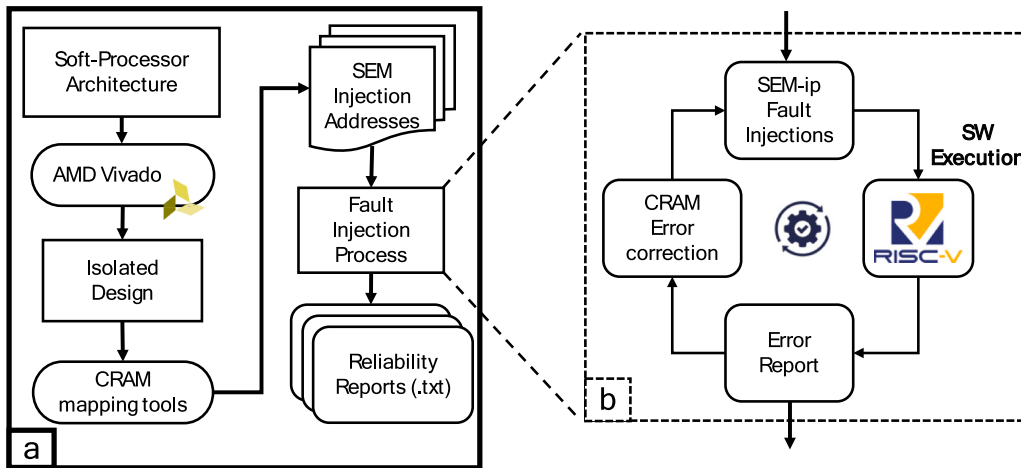 Soft-Processor
Architecture
AMD Vivado
Isolated
Design
CRAM
mapping tools
SEM
Injection
Addresses
Fault
Injection
Process
Reliability
Reports (.txt)
a
SEM-ip
Fault
Injections
SW
Execution
RISC-V
CRAM
Error
correction
Error
Report
b